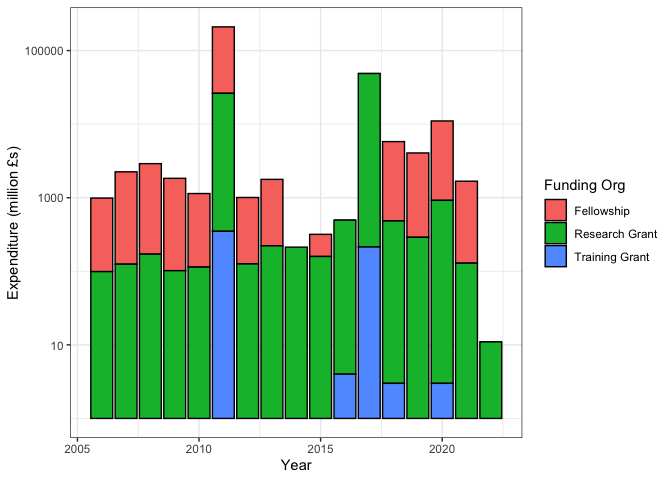 Expenditure (million £s)
100000
1000
10
2005
2010
2015
2020
Year
Funding Org
Fellowship
Research Grant
Training Grant